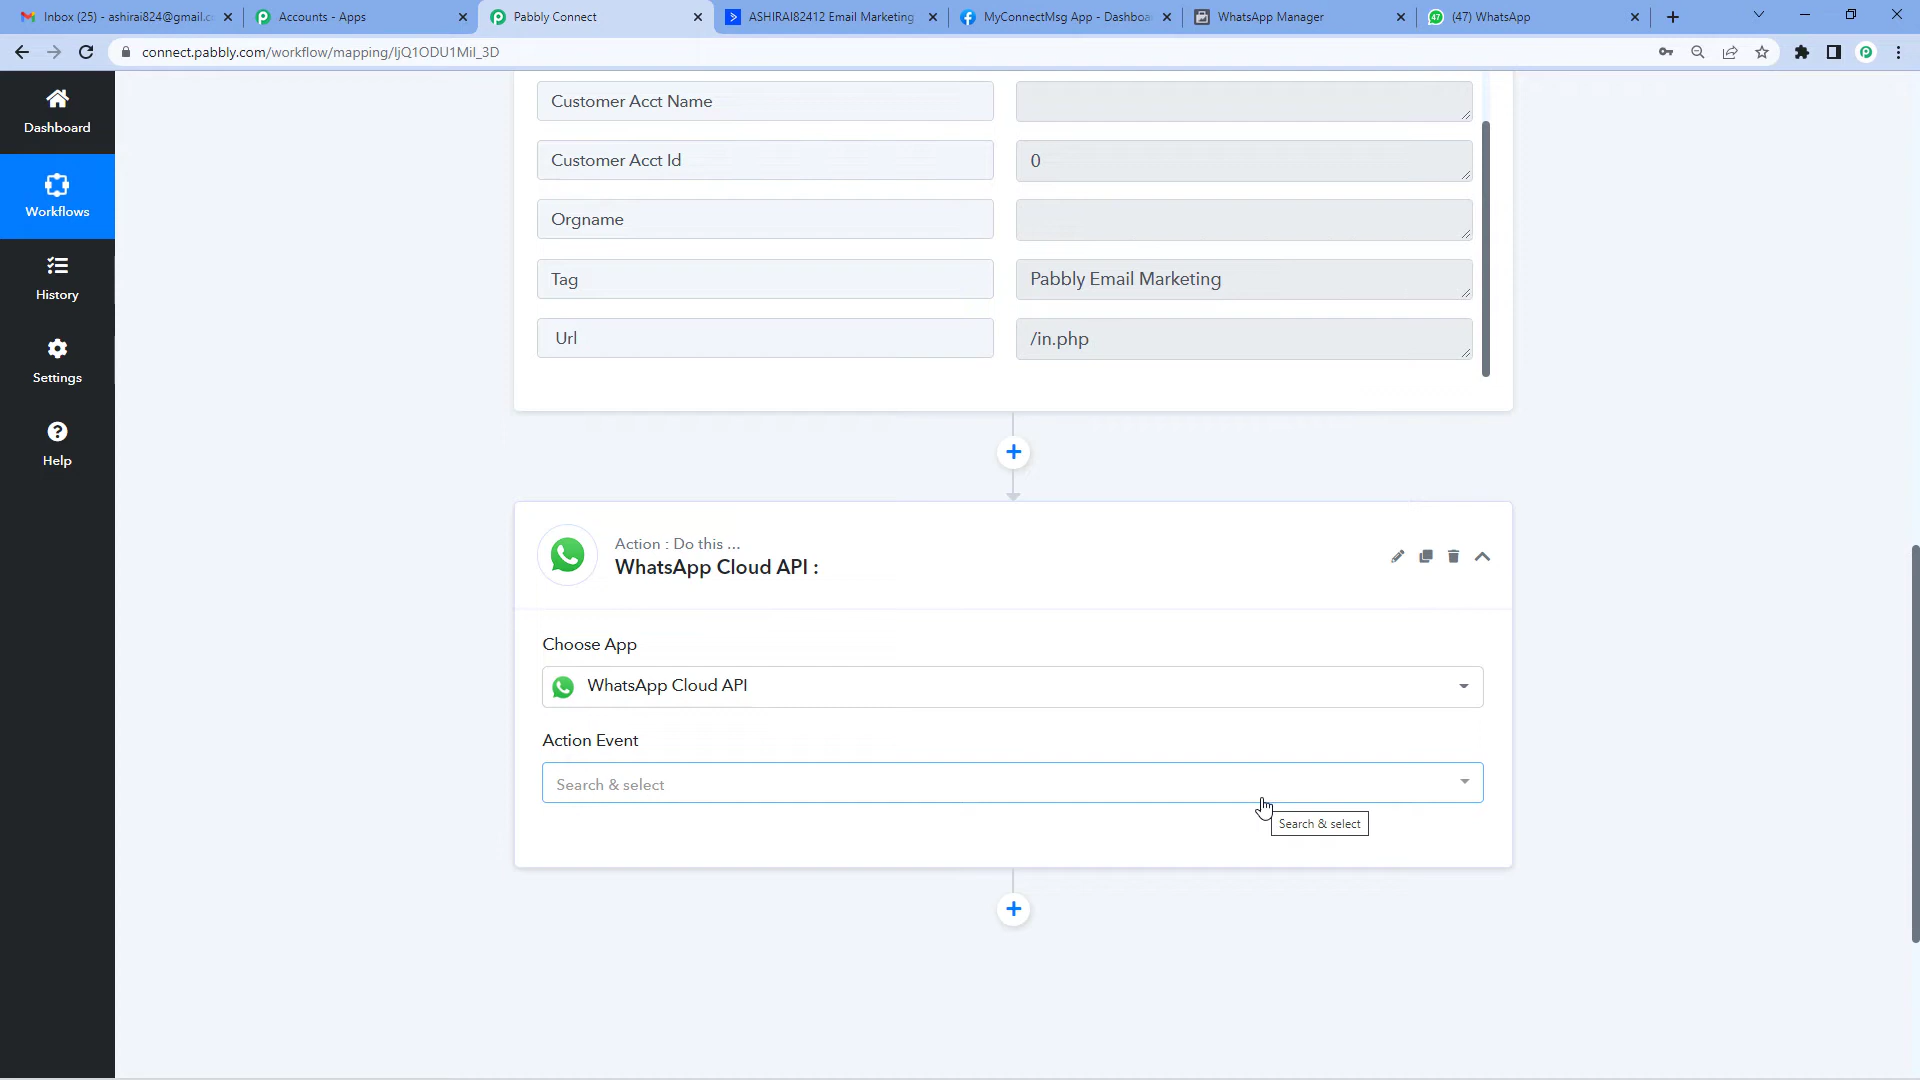 Inbox (25) - ashirai824@gmail.c
Accounts - Apps
Pabbly Connect
ASHIRAI82412 Email Marketing
MyConnectMsg App - Dashboa
WhatsApp Manager
47
(47) WhatsApp
connect.pabbly.com/workflow/mapping/IjQ1ODU1MiI_3D
Dashboard
Workflows
History
Settings
Help
Customer Acct Name
Customer Acct Id
0
Orgname
Tag
Pabbly Email Marketing
Url
/in.php
Action : Do this ...
WhatsApp Cloud API :
Choose App
WhatsApp Cloud API
Action Event
Search & select
Search & select